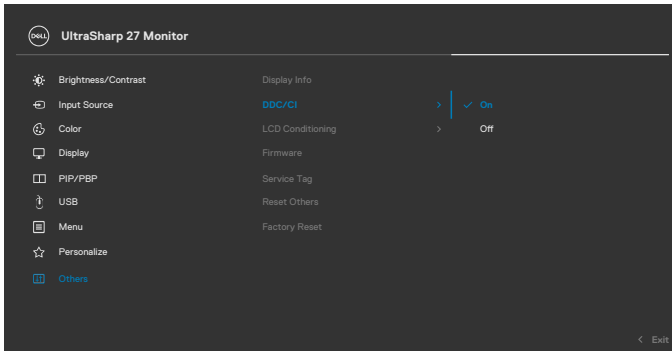 DELL UltraSharp 27 Monitor
Brightness/Contrast Display Info
Input Source DDC/CI > ✓ On
Color LCD Conditioning > Off
Display Firmware
PIP/PBP Service Tag
USB Reset Others
Menu Factory Reset
Personalize
Others
< Exit